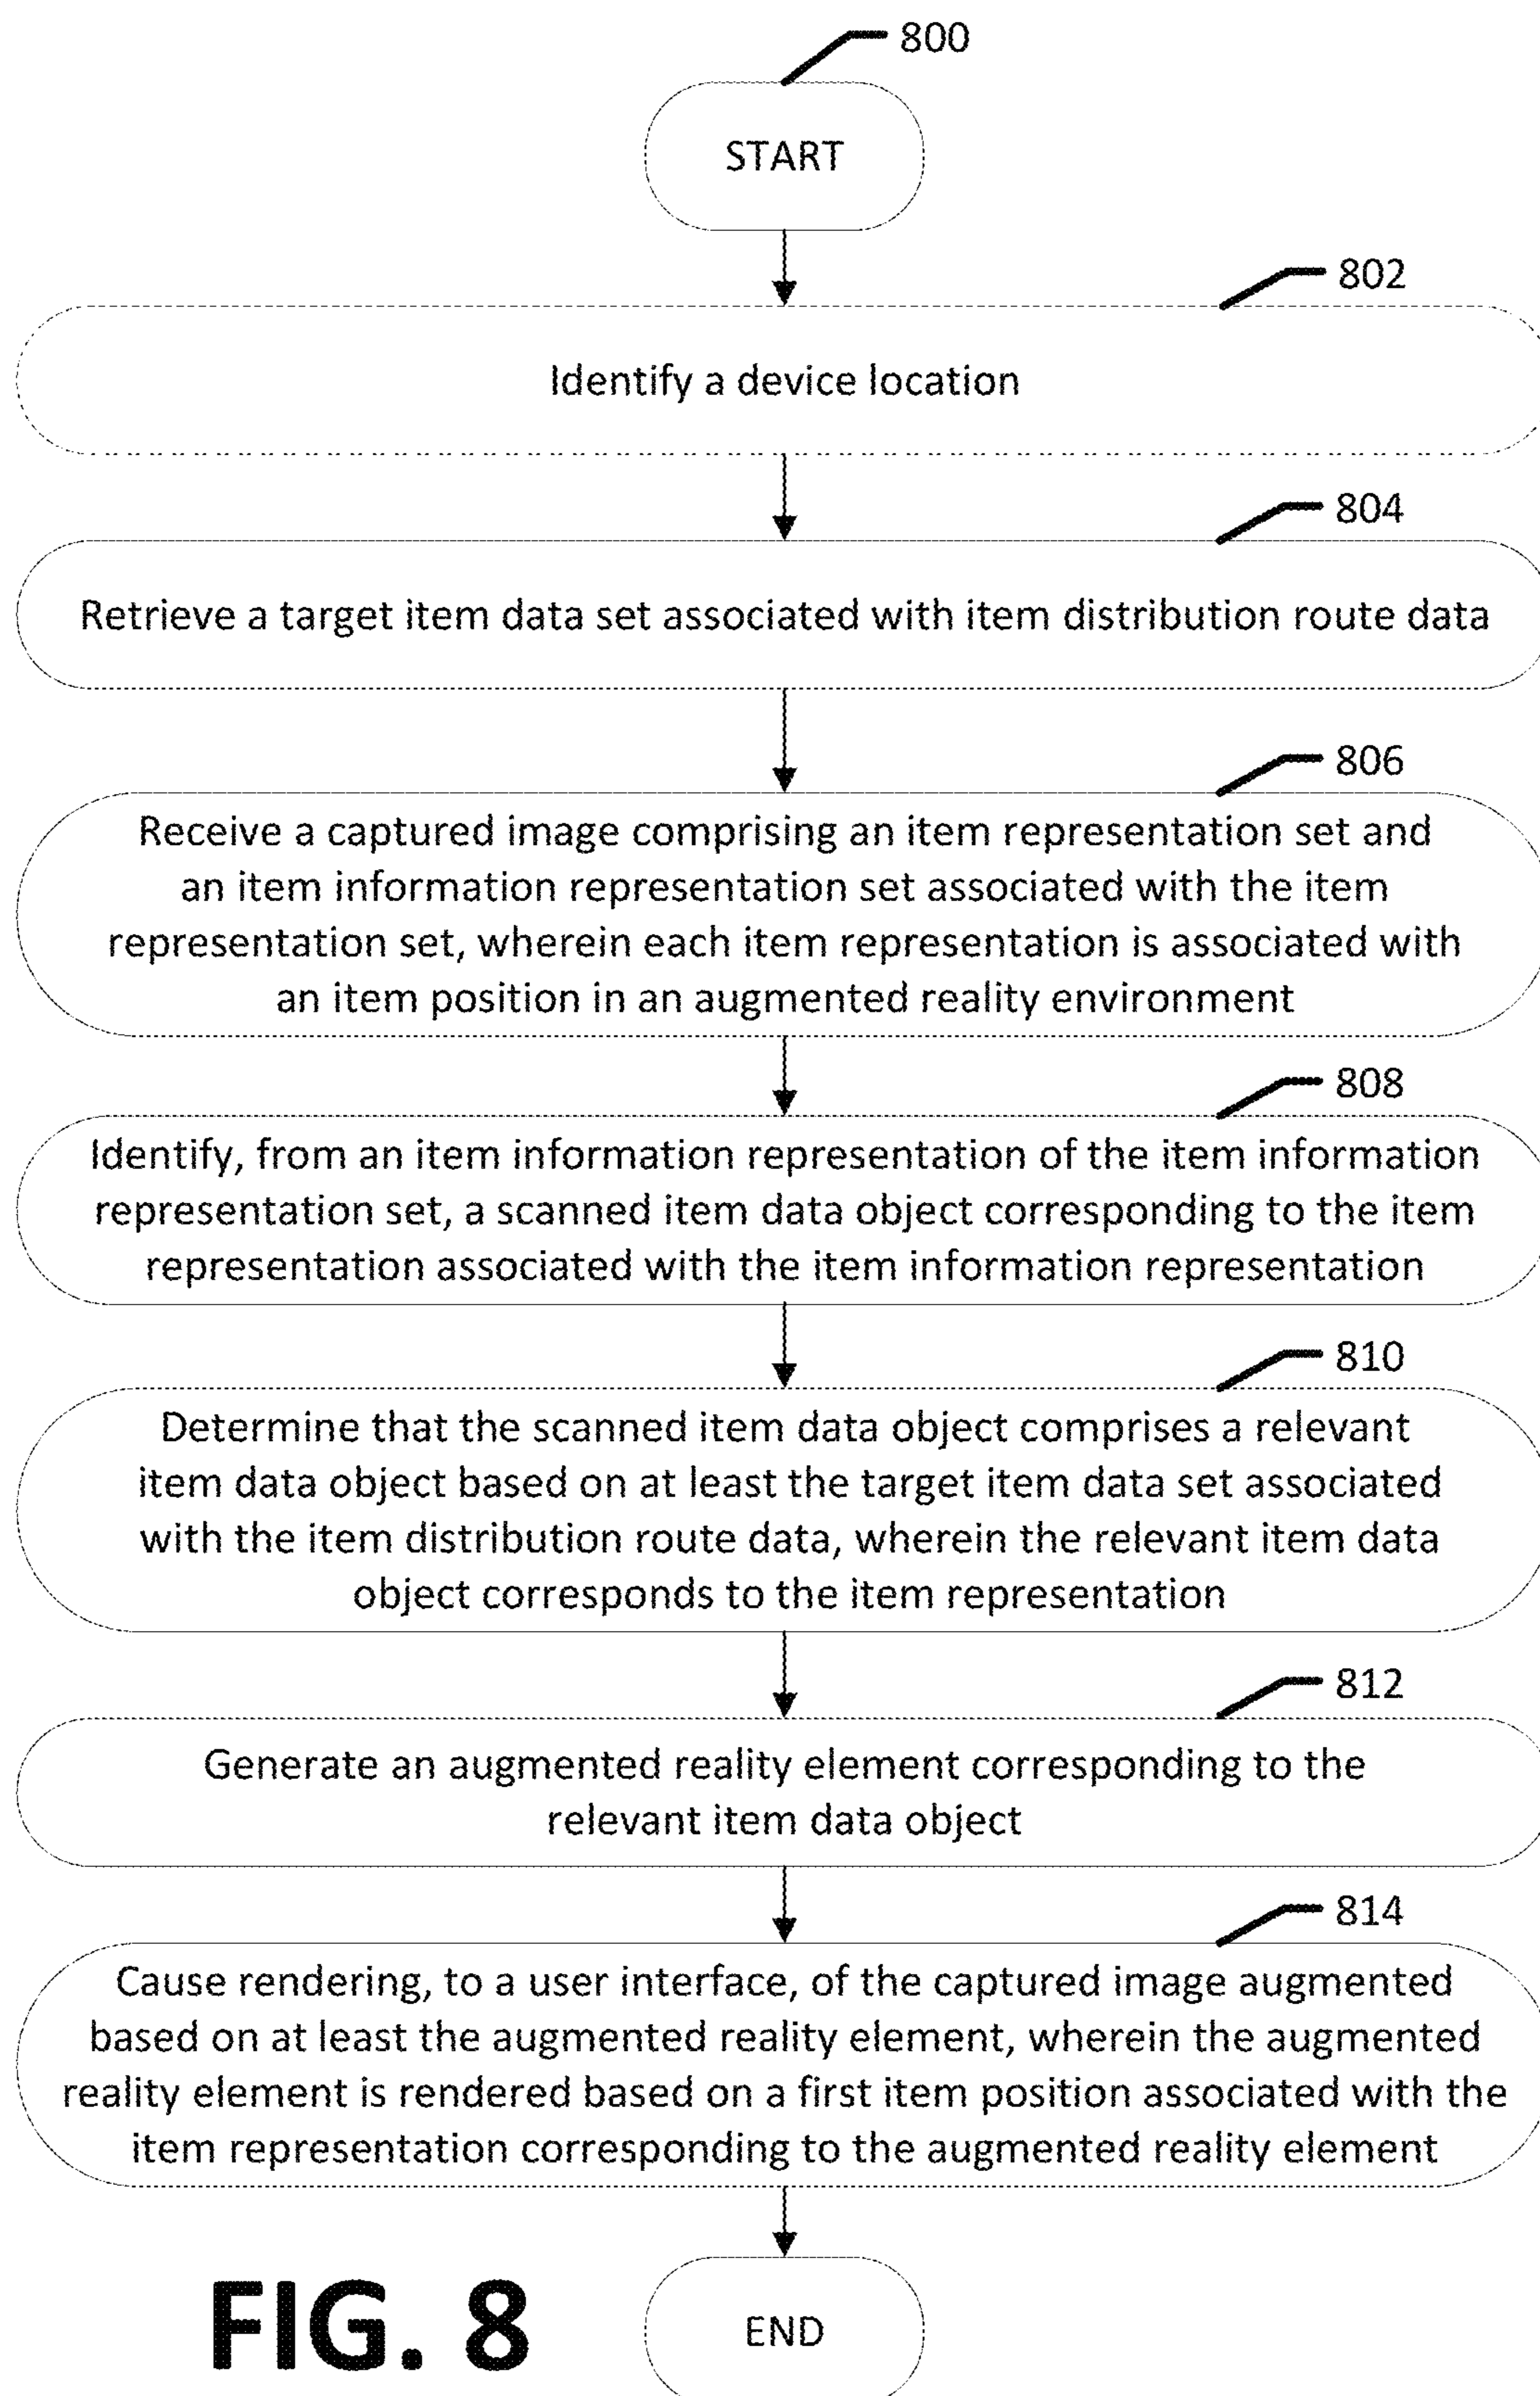 800
START
802
Identify a device location
804
Retrieve a target item data set associated with item distribution route data
806
Receive a captured image comprising an item representation set and
an item information representation set associated with the item
representation set, wherein each item representation is associated with
an item position in an augmented reality environment
808
Identify, from an item information representation of the item information
representation set, a scanned item data object corresponding to the item
representation associated with the item information representation
810
Determine that the scanned item data object comprises a relevant
item data object based on at least the target item data set associated
with the item distribution route data, wherein the relevant item data
object corresponds to the item representation
812
Generate an augmented reality element corresponding to the
relevant item data object
814
Cause rendering, to a user interface, of the captured image augmented
based on at least the augmented reality element, wherein the augmented
reality element is rendered based on a first item position associated with the
item representation corresponding to the augmented reality element
END
FIG. 8